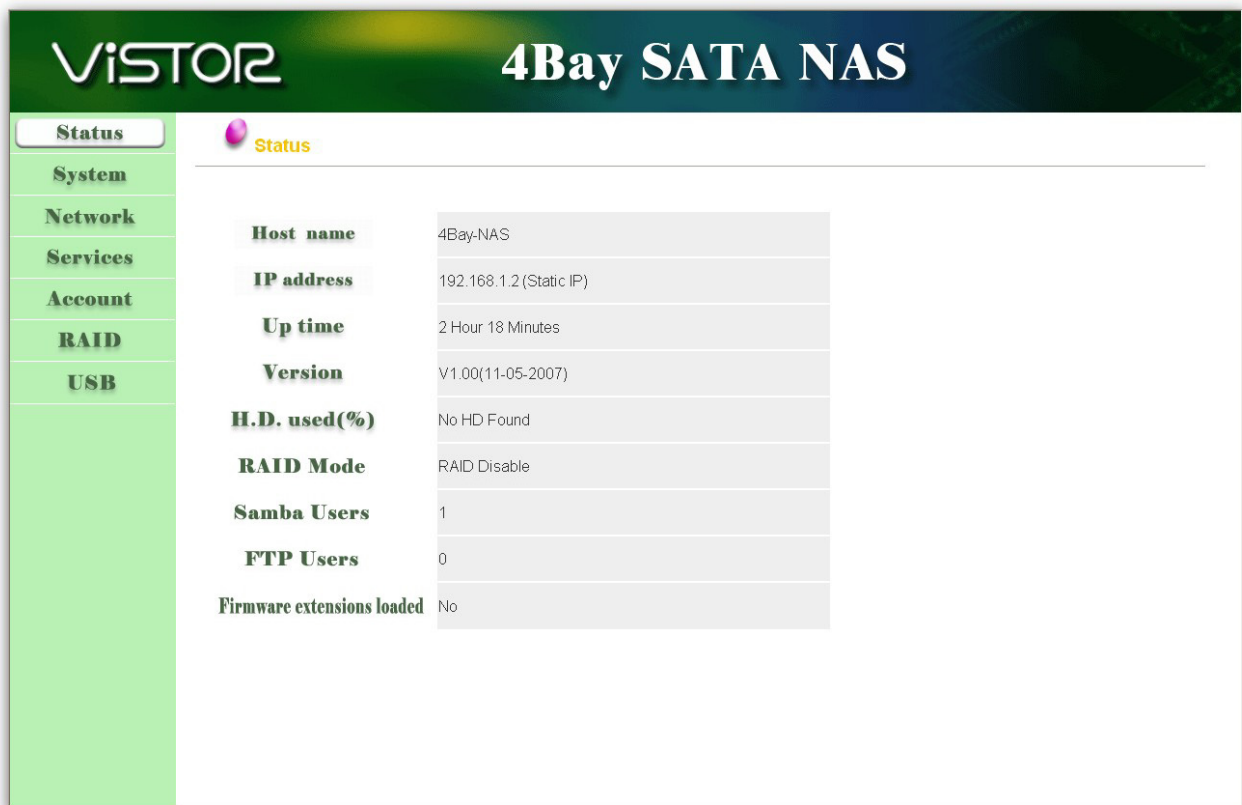 ViSTOR
4Bay SATA NAS
Status
System
Network
Services
Account
RAID
USB
Status
Host name 4Bay-NAS
IP address 192.168.1.2 (Static IP)
Up time 2 Hour 18 Minutes
Version V1.00(11-05-2007)
H.D. used(%) No HD Found
RAID Mode RAID Disable
Samba Users 1
FTP Users 0
Firmware extensions loaded No